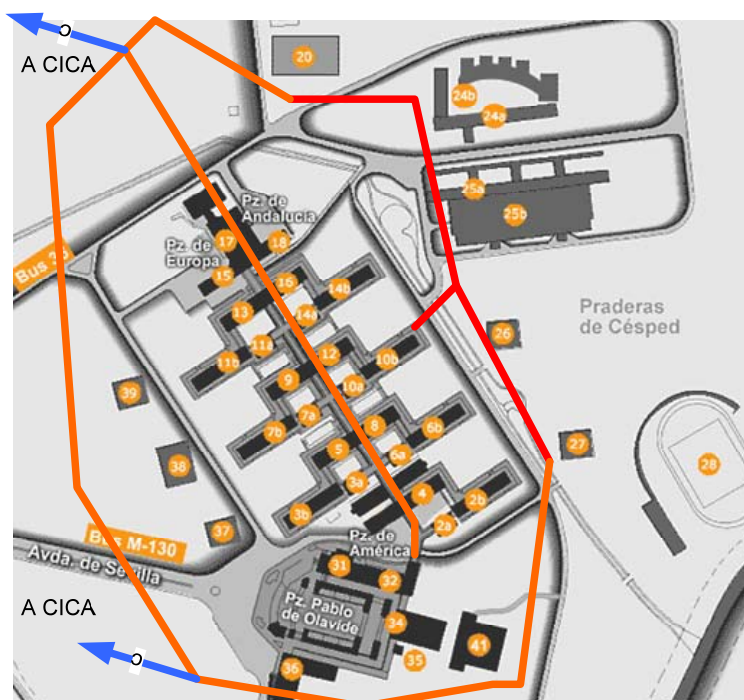 A CICA
20
24b
24a
25a
25b
Pz. de
Andalucía
17
18
Pz. de
Europa
15
16
14b
13
14a
11a
11b
12
10b
9
10a
7a
7b
8
6b
5
6a
3a
3b
4
2b
2a
Praderas
de Césped
26
27
28
39
38
37
Bus M-130
Avda. de Sevilla
Pz. de
América
31
32
Pz. Pablo
de Olavide
34
35
36
41
A CICA